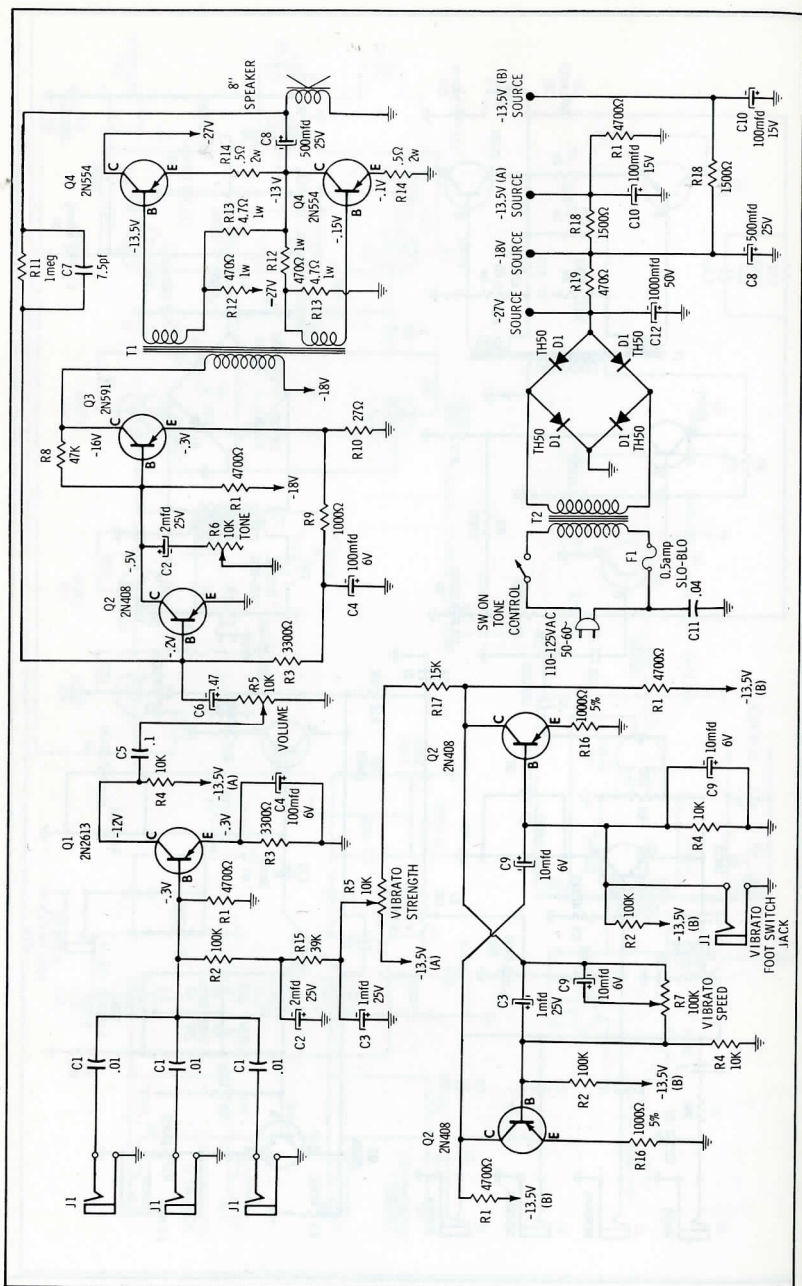 J1
C1
.01
J1
C1
.01
J1
C1
.01
R2
100K
C2
2mfd
25V
R15
39K
C3
1mfd
25V
R1
4700Ω
-.3V
B
Q1
2N2613
C
-12V
E
-.3V
R3
3300Ω
C4
100mfd
6V
R4
10K
-13.5V
(A)
C5
.1
R5
10K
VOLUME
C6
.47
R5
10K
VIBRATO
STRENGTH
-13.5V
(A)
R3
3300Ω
-.2V
B
Q2
2N408
C
E
-.5V
C2
2mfd
25V
R6
10K
TONE
R1
4700Ω
-18V
R8
47K
Q3
2N591
C
B
E
-16V
-.3V
R9
1000Ω
C4
100mfd
6V
R10
27Ω
-18V
T1
R11
1meg
C7
7.5pf
Q4
2N554
C
B
E
-13.5V
-27V
R14
.5Ω
2w
R13
4.7Ω
1w
470Ω
1w
R12
-27V
-13V
R12
470Ω 1w
R13
4.7Ω
1w
Q4
2N554
B
-.15V
C
E
-.1V
R14
.5Ω
2w
C8
500mfd
25V
8"
SPEAKER
R1
4700Ω
-13.5V
(B)
Q2
2N408
C
B
E
R16
1000Ω
5%
R2
100K
-13.5V
(B)
C3
1mfd
25V
C9
10mfd
6V
R7
100K
VIBRATO
SPEED
R4
10K
C9
10mfd
6V
R2
100K
-13.5V
(B)
J1
VIBRATO
FOOT SWITCH
JACK
R4
10K
C9
10mfd
6V
Q2
2N408
C
B
E
1000Ω
5%
R16
R17
15K
R1
4700Ω
-13.5V
(B)
SW ON
TONE
CONTROL
110-125VAC
50-60~
C11
.04
F1
0.5amp
SLO-BLO
T2
TH50
D1
TH50
D1
D1
TH50
D1
TH50
-27V
SOURCE
C12
1000mfd
50V
R19
470Ω
-18V
SOURCE
C8
500mfd
25V
R18
1500Ω
-13.5V (A)
SOURCE
C10
100mfd
15V
R1
4700Ω
R18
1500Ω
-13.5V (B)
SOURCE
C10
100mfd
15V